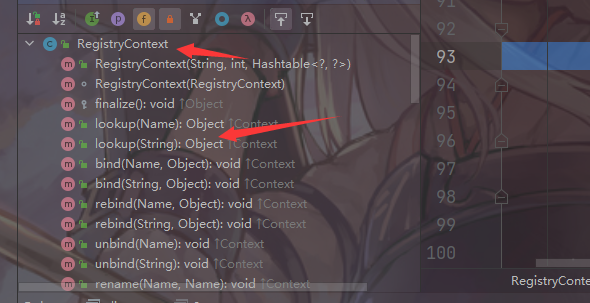 RegistryContext
RegistryContext(String, int, Hashtable<?, ?>)
RegistryContext(RegistryContext)
finalize(): void ↑Object
lookup(Name): Object ↑Context
lookup(String): Object ↑Context
bind(Name, Object): void ↑Context
bind(String, Object): void ↑Context
rebind(Name, Object): void ↑Context
rebind(String, Object): void ↑Context
unbind(Name): void ↑Context
unbind(String): void ↑Context
rename(Name, Name): void ↑Context
91
92
93
94
95
96
97
98
99
100
RegistryContext